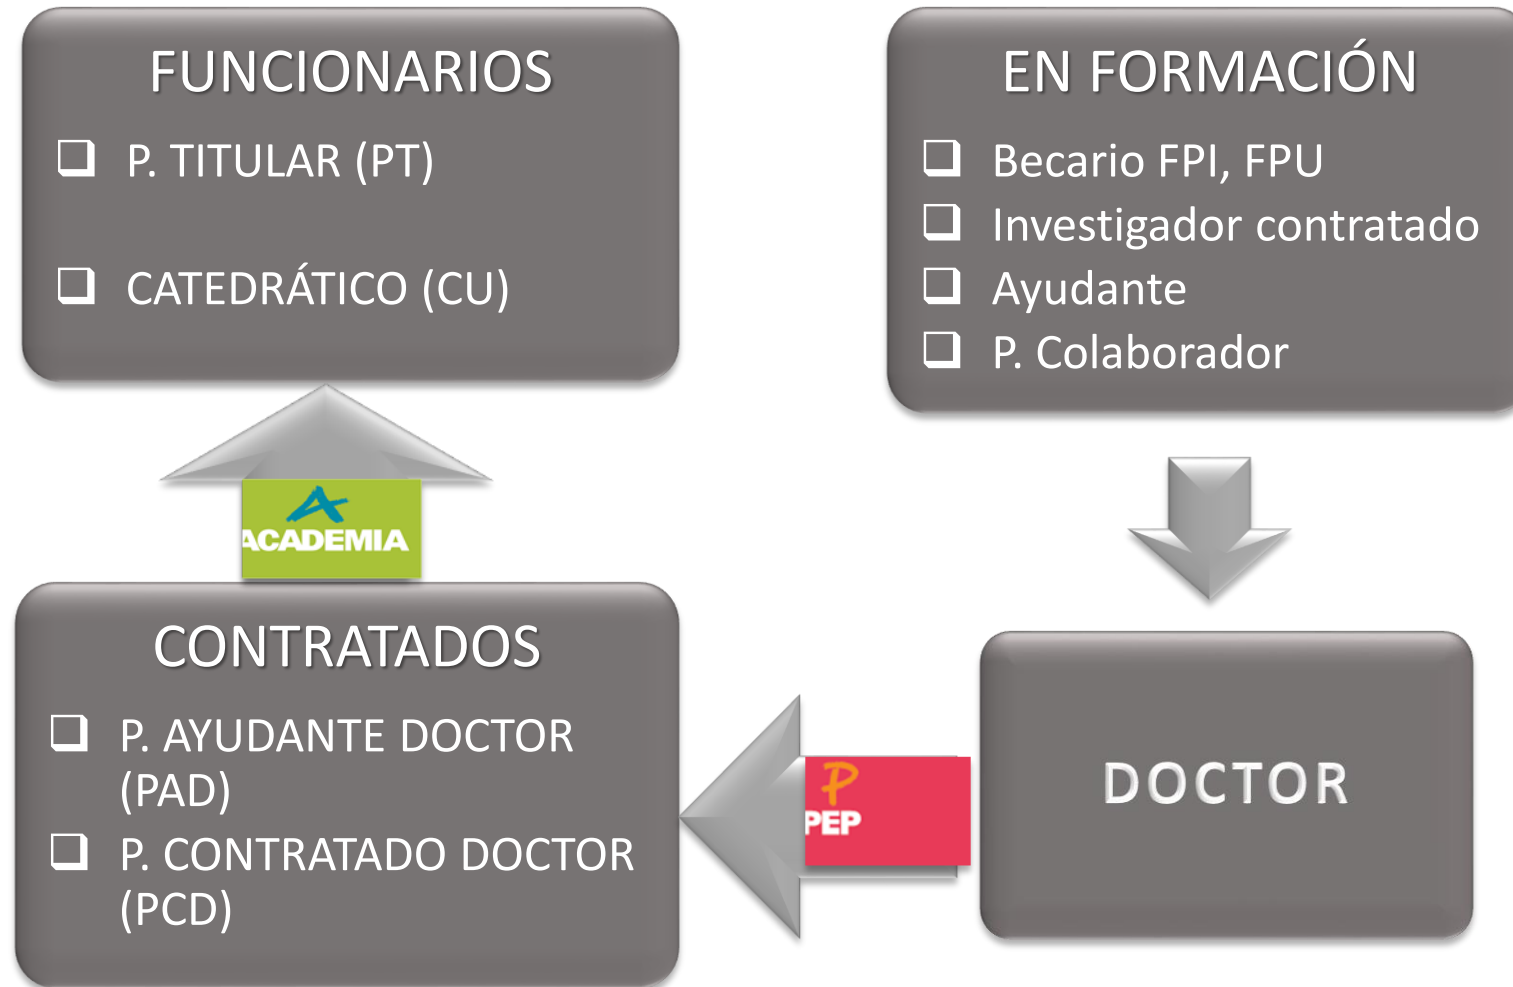 FUNCIONARIOS
P. TITULAR (PT)
CATEDRÁTICO (CU)
EN FORMACIÓN
Becario FPI, FPU
Investigador contratado
Ayudante
P. Colaborador
ACADEMIA
CONTRATADOS
P. AYUDANTE DOCTOR
(PAD)
P. CONTRATADO DOCTOR
(PCD)
P
PEP
DOCTOR